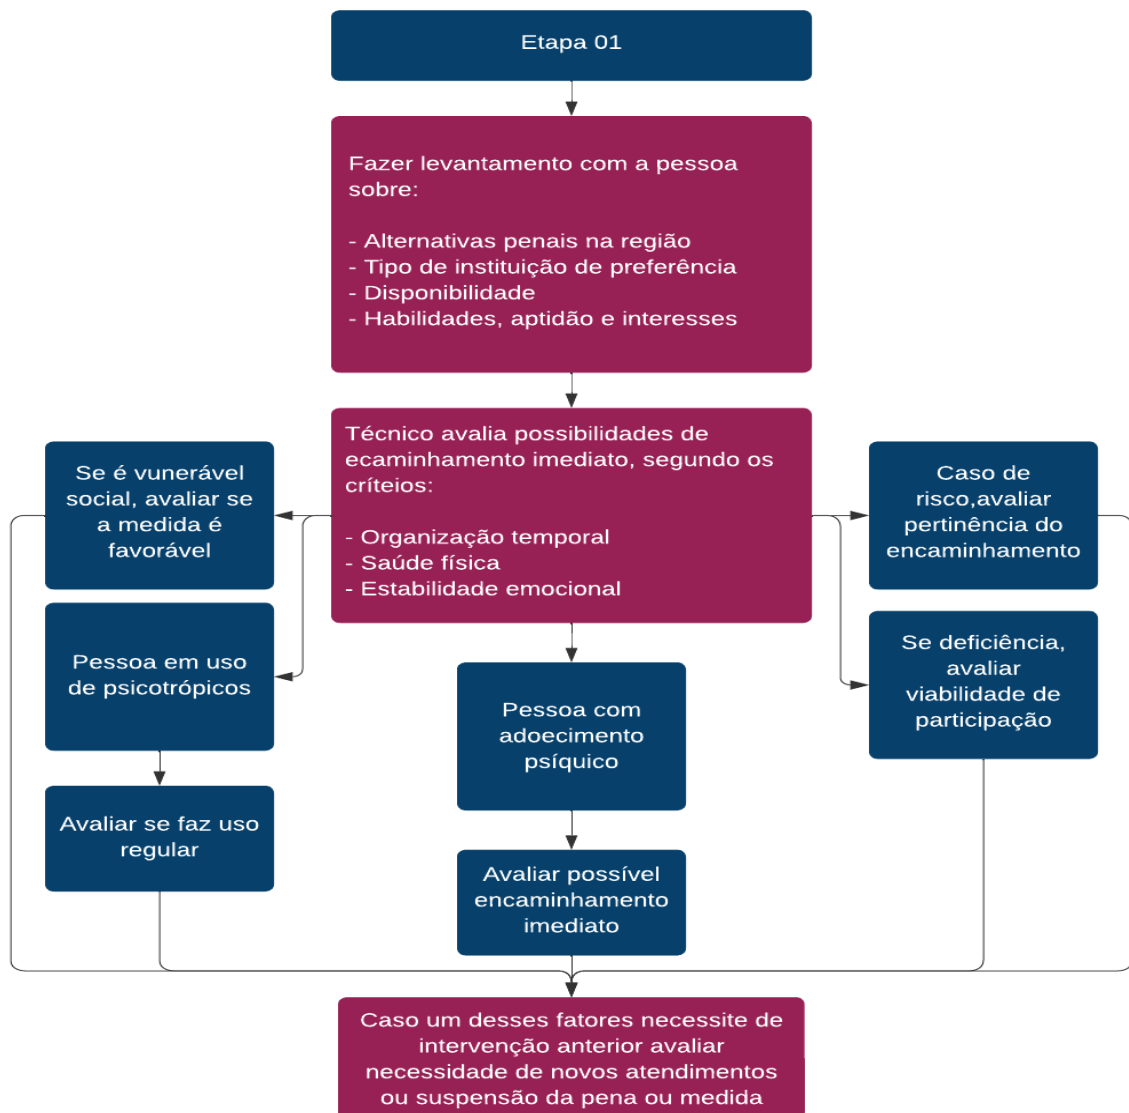 Etapa 01
Fazer levantamento com a pessoa
sobre:
- Alternativas penais na região
- Tipo de instituição de preferência
- Disponibilidade
- Habilidades, aptidão e interesses
Técnico avalia possibilidades de
ecaminhamento imediato, segundo os
críteios:
- Organização temporal
- Saúde física
- Estabilidade emocional
Se é vunerável
social, avaliar se
a medida é
favorável
Caso de
risco,avaliar
pertinência do
encaminhamento
Pessoa em uso
de psicotrópicos
Se deficiência,
avaliar
viabilidade de
participação
Pessoa com
adoecimento
psíquico
Avaliar se faz uso
regular
Avaliar possível
encaminhamento
imediato
Caso um desses fatores necessite de
intervenção anterior avaliar
necessidade de novos atendimentos
ou suspensão da pena ou medida